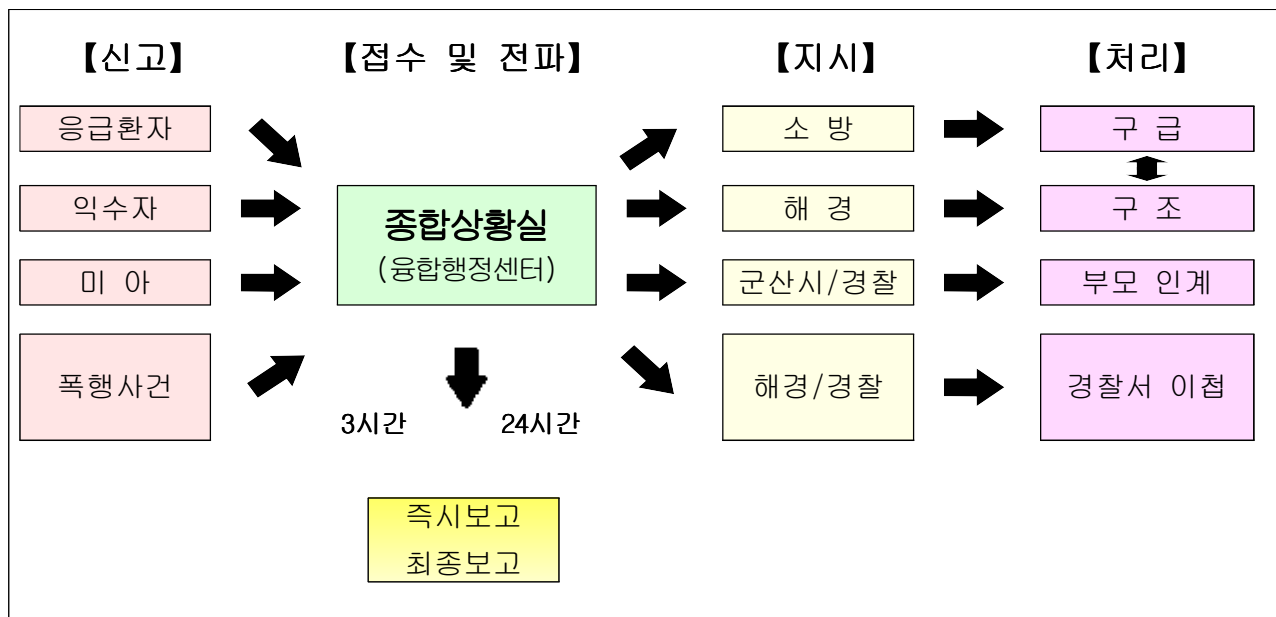 【신고】 【접수 및 전파】 【지시】 【처리】
응급환자 소 방 구 급
익수자 종합상황실 해 경 구 조
(융합행정센터)
미 아 군산시/경찰 부모 인계
폭행사건 해경/경찰 경찰서 이첩
3시간 24시간
즉시보고
최종보고